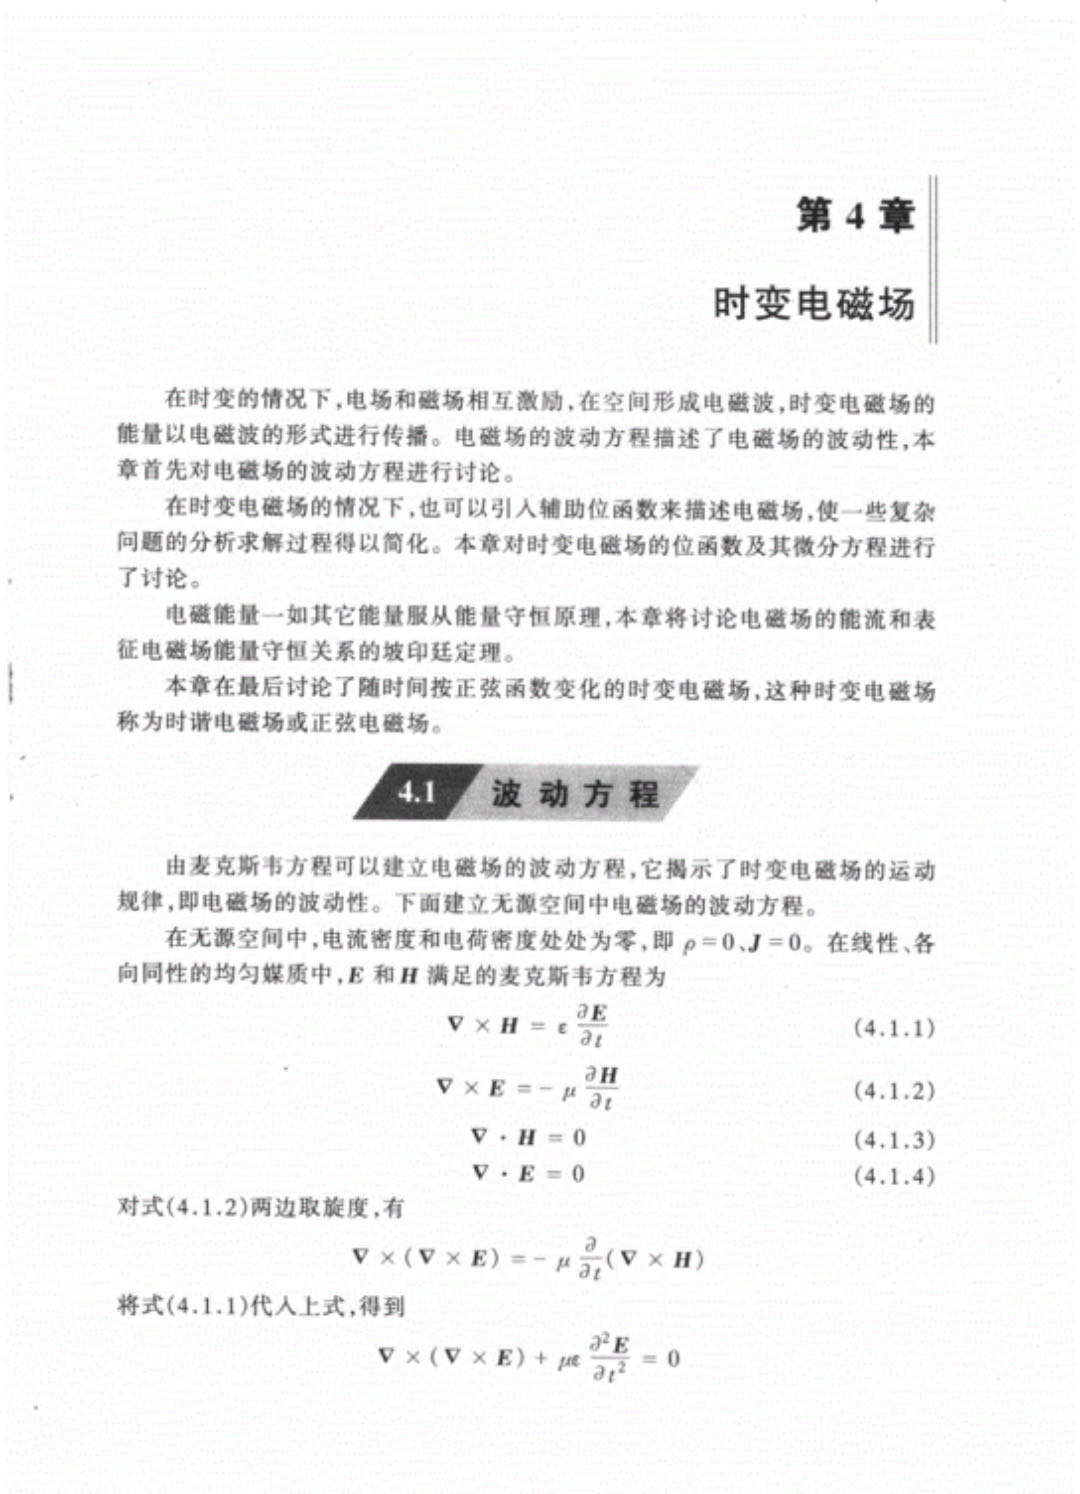 第 4 章
时变电磁场
在时变的情况下,电场和磁场相互激励,在空间形成电磁波,时变电磁场的
能量以电磁波的形式进行传播。电磁场的波动方程描述了电磁场的波动性,本
章首先对电磁场的波动方程进行讨论。
在时变电磁场的情况下,也可以引入辅助位函数来描述电磁场,使一些复杂
问题的分析求解过程得以简化。本章对时变电磁场的位函数及其微分方程进行
了讨论。
电磁能量一如其它能量服从能量守恒原理,本章将讨论电磁场的能流和表
征电磁场能量守恒关系的坡印廷定理。
本章在最后讨论了随时间按正弦函数变化的时变电磁场,这种时变电磁场
称为时谐电磁场或正弦电磁场。
4.1 波动方程
由麦克斯韦方程可以建立电磁场的波动方程,它揭示了时变电磁场的运动
规律,即电磁场的波动性。下面建立无源空间中电磁场的波动方程。
在无源空间中,电流密度和电荷密度处处为零,即 ρ=0、J=0。在线性、各
向同性的均匀媒质中,E 和 H 满足的麦克斯韦方程为
∇ × H = ε ∂E/∂t (4.1.1)
∇ × E = - μ ∂H/∂t (4.1.2)
∇ · H = 0 (4.1.3)
∇ · E = 0 (4.1.4)
对式(4.1.2)两边取旋度,有
∇ × (∇ × E) = - μ ∂/∂t (∇ × H)
将式(4.1.1)代入上式,得到
∇ × (∇ × E) + με ∂²E/∂t² = 0